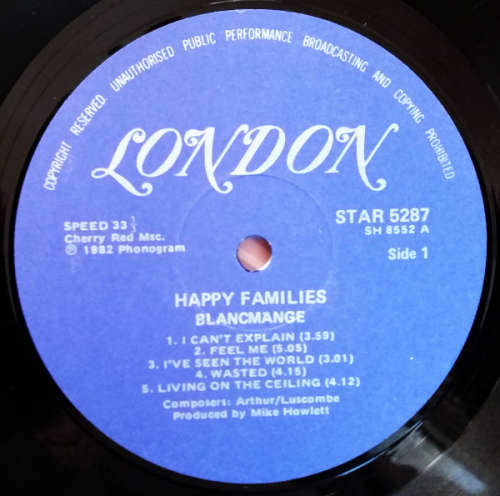 COPYRIGHT RESERVED. UNAUTHORISED PUBLIC PERFORMANCE BROADCASTING AND COPYING PROHIBITED
LONDON
SPEED 33 1/3
Cherry Red Msc.
℗ 1982 Phonogram
STAR 5287
SH 8552 A
Side 1
HAPPY FAMILIES
BLANCMANGE
1. I CAN'T EXPLAIN (3.59)
2. FEEL ME (5.05)
3. I'VE SEEN THE WORLD (3.01)
4. WASTED (4.15)
5. LIVING ON THE CEILING (4.12)
Composers: Arthur/Luscombe
Produced by Mike Howlett